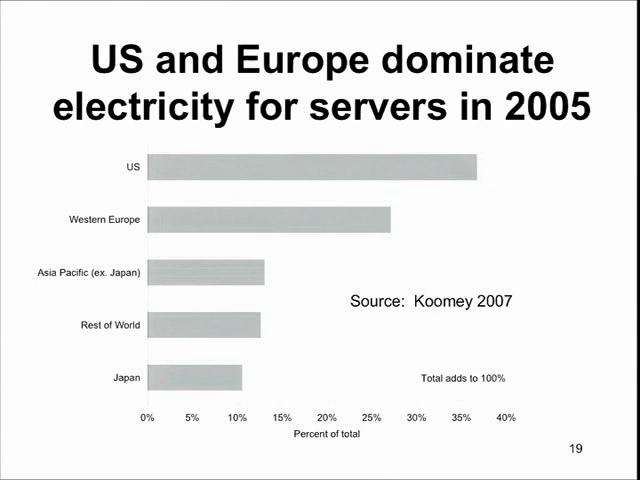 US and Europe dominate
electricity for servers in 2005
US
Western Europe
Asia Pacific (ex. Japan)
Source:  Koomey 2007
Rest of World
Japan
Total adds to 100%
0% 5% 10% 15% 20% 25% 30% 35% 40%
Percent of total
19